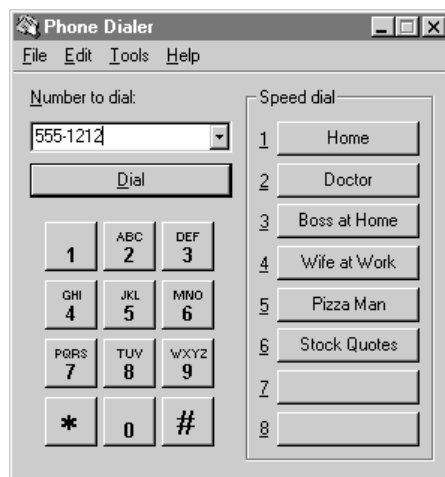 Phone Dialer
File Edit Tools Help
Number to dial:
555-1212
Dial
1
ABC 2
DEF 3
GHI 4
JKL 5
MNO 6
PQRS 7
TUV 8
WXYZ 9
*
0
#
Speed dial
1 Home
2 Doctor
3 Boss at Home
4 Wife at Work
5 Pizza Man
6 Stock Quotes
7
8